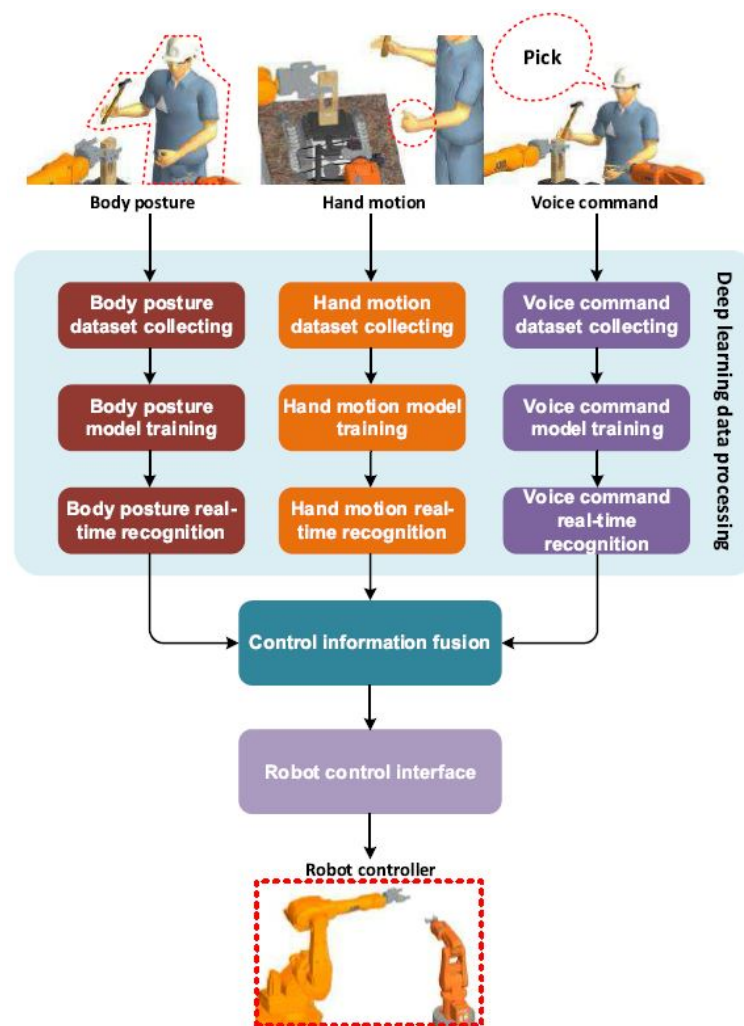 Pick
Body posture
Hand motion
Voice command
Body posture
dataset collecting
Hand motion
dataset collecting
Voice command
dataset collecting
Body posture
model training
Hand motion model
training
Voice command
model training
Body posture real-
time recognition
Hand motion real-
time recognition
Voice command
real-time
recognition
Deep learning data processing
Control information fusion
Robot control interface
Robot controller